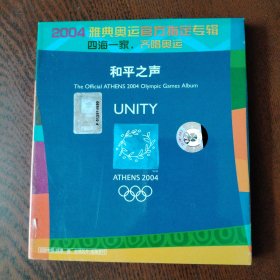 2004雅典奥运官方指定专辑
四海一家,齐唱奥运
和平之声
The Official ATHENS 2004 Olympic Games Album
UNITY
ATHENS 2004